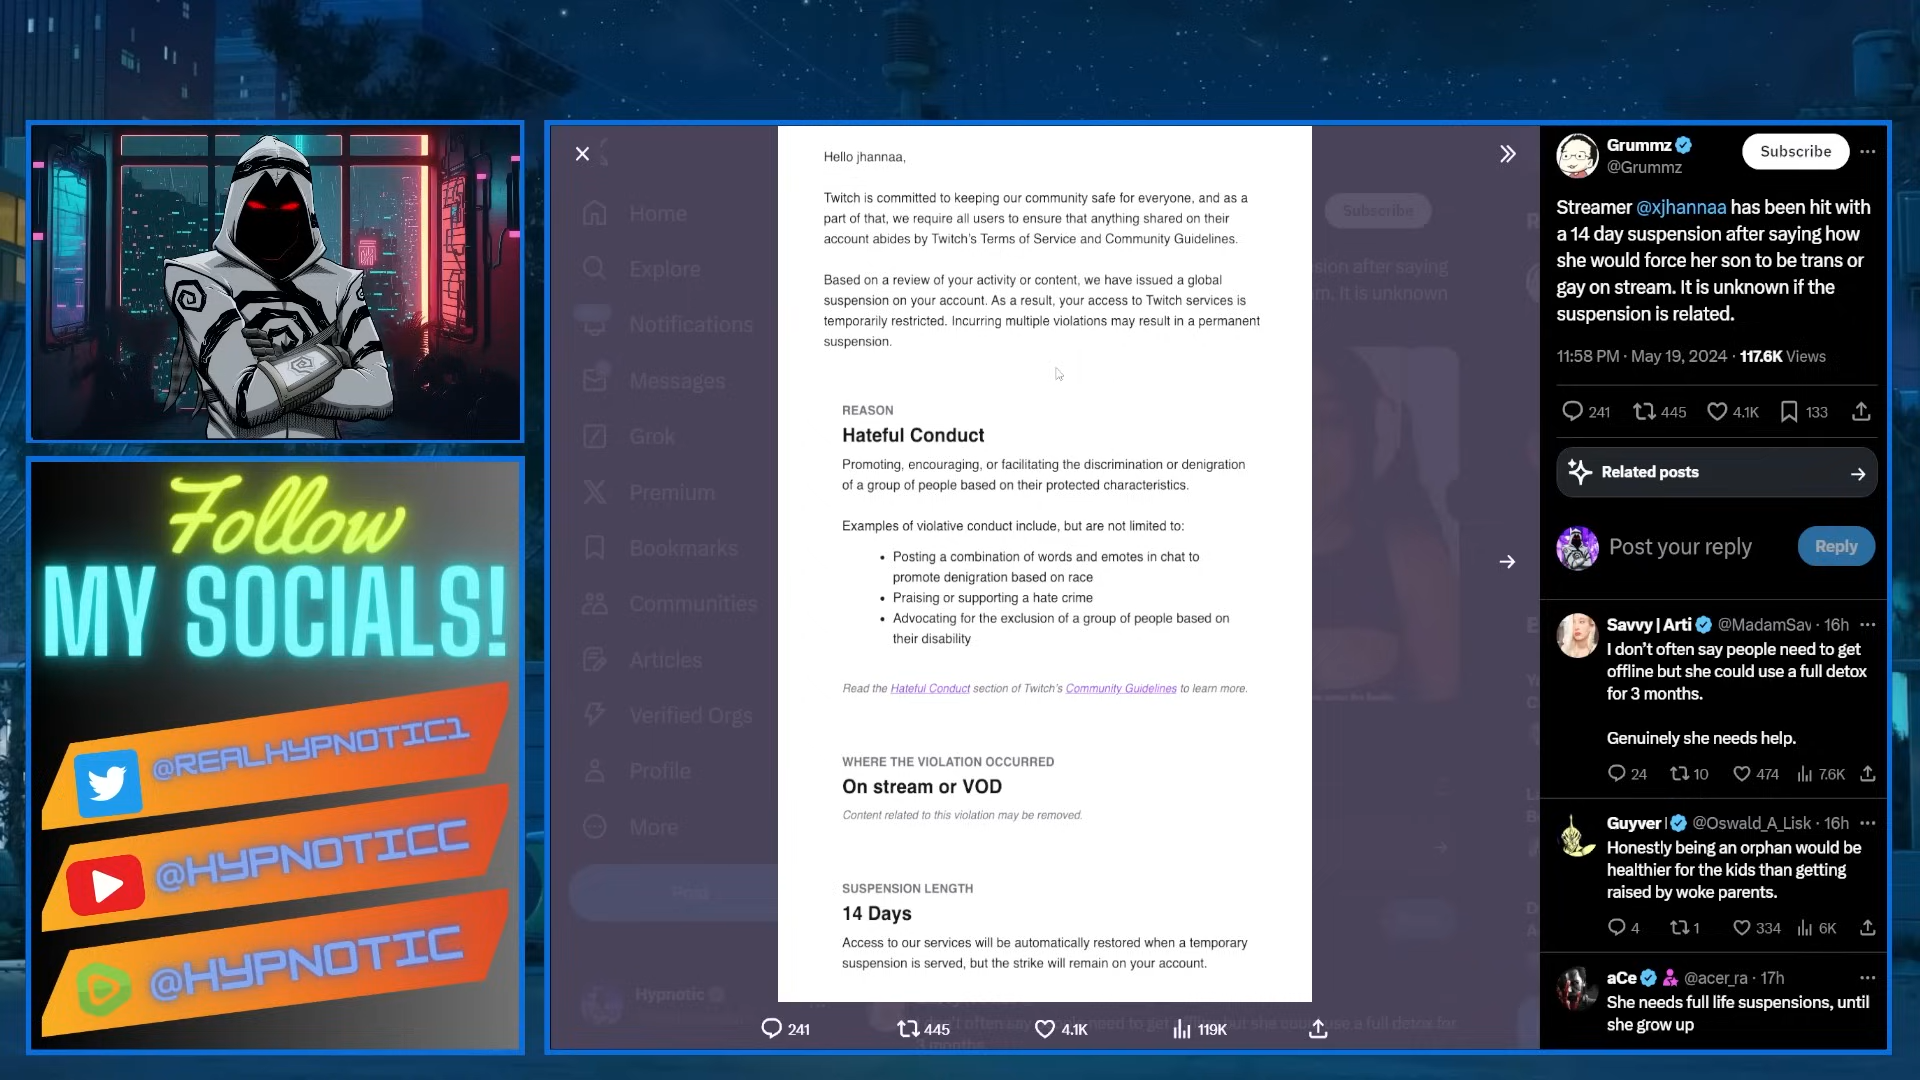 Follow
MY SOCIALS!
@REALHYPNOTIC1
@HYPNOTICC
@HYPNOTIC
Home
Explore
Notifications
Messages
Grok
Premium
Bookmarks
Communities
Articles
Verified Orgs
Profile
More
Post
Hypnotic
Subscribe
Hello jhannaa,
Twitch is committed to keeping our community safe for everyone, and as a
part of that, we require all users to ensure that anything shared on their
account abides by Twitch's Terms of Service and Community Guidelines.
Based on a review of your activity or content, we have issued a global
suspension on your account. As a result, your access to Twitch services is
temporarily restricted. Incurring multiple violations may result in a permanent
suspension.
REASON
Hateful Conduct
Promoting, encouraging, or facilitating the discrimination or denigration
of a group of people based on their protected characteristics.
Examples of violative conduct include, but are not limited to:
• Posting a combination of words and emotes in chat to
promote denigration based on race
• Praising or supporting a hate crime
• Advocating for the exclusion of a group of people based on
their disability
Read the Hateful Conduct section of Twitch's Community Guidelines to learn more.
WHERE THE VIOLATION OCCURRED
On stream or VOD
Content related to this violation may be removed.
SUSPENSION LENGTH
14 Days
Access to our services will be automatically restored when a temporary
suspension is served, but the strike will remain on your account.
241 445 4.1K 119K
Grummz
@Grummz
Subscribe
Streamer @xjhannaa has been hit with
a 14 day suspension after saying how
she would force her son to be trans or
gay on stream. It is unknown if the
suspension is related.
11:58 PM · May 19, 2024 · 117.6K Views
241 445 4.1K 133
Related posts
Post your reply
Reply
Savvy | Arti @MadamSav · 16h
I don't often say people need to get
offline but she could use a full detox
for 3 months.
Genuinely she needs help.
24 10 474 7.6K
Guyver | @Oswald_A_Lisk · 16h
Honestly being an orphan would be
healthier for the kids than getting
raised by woke parents.
4 1 334 6K
aCe @acer_ra · 17h
She needs full life suspensions, until
she grow up